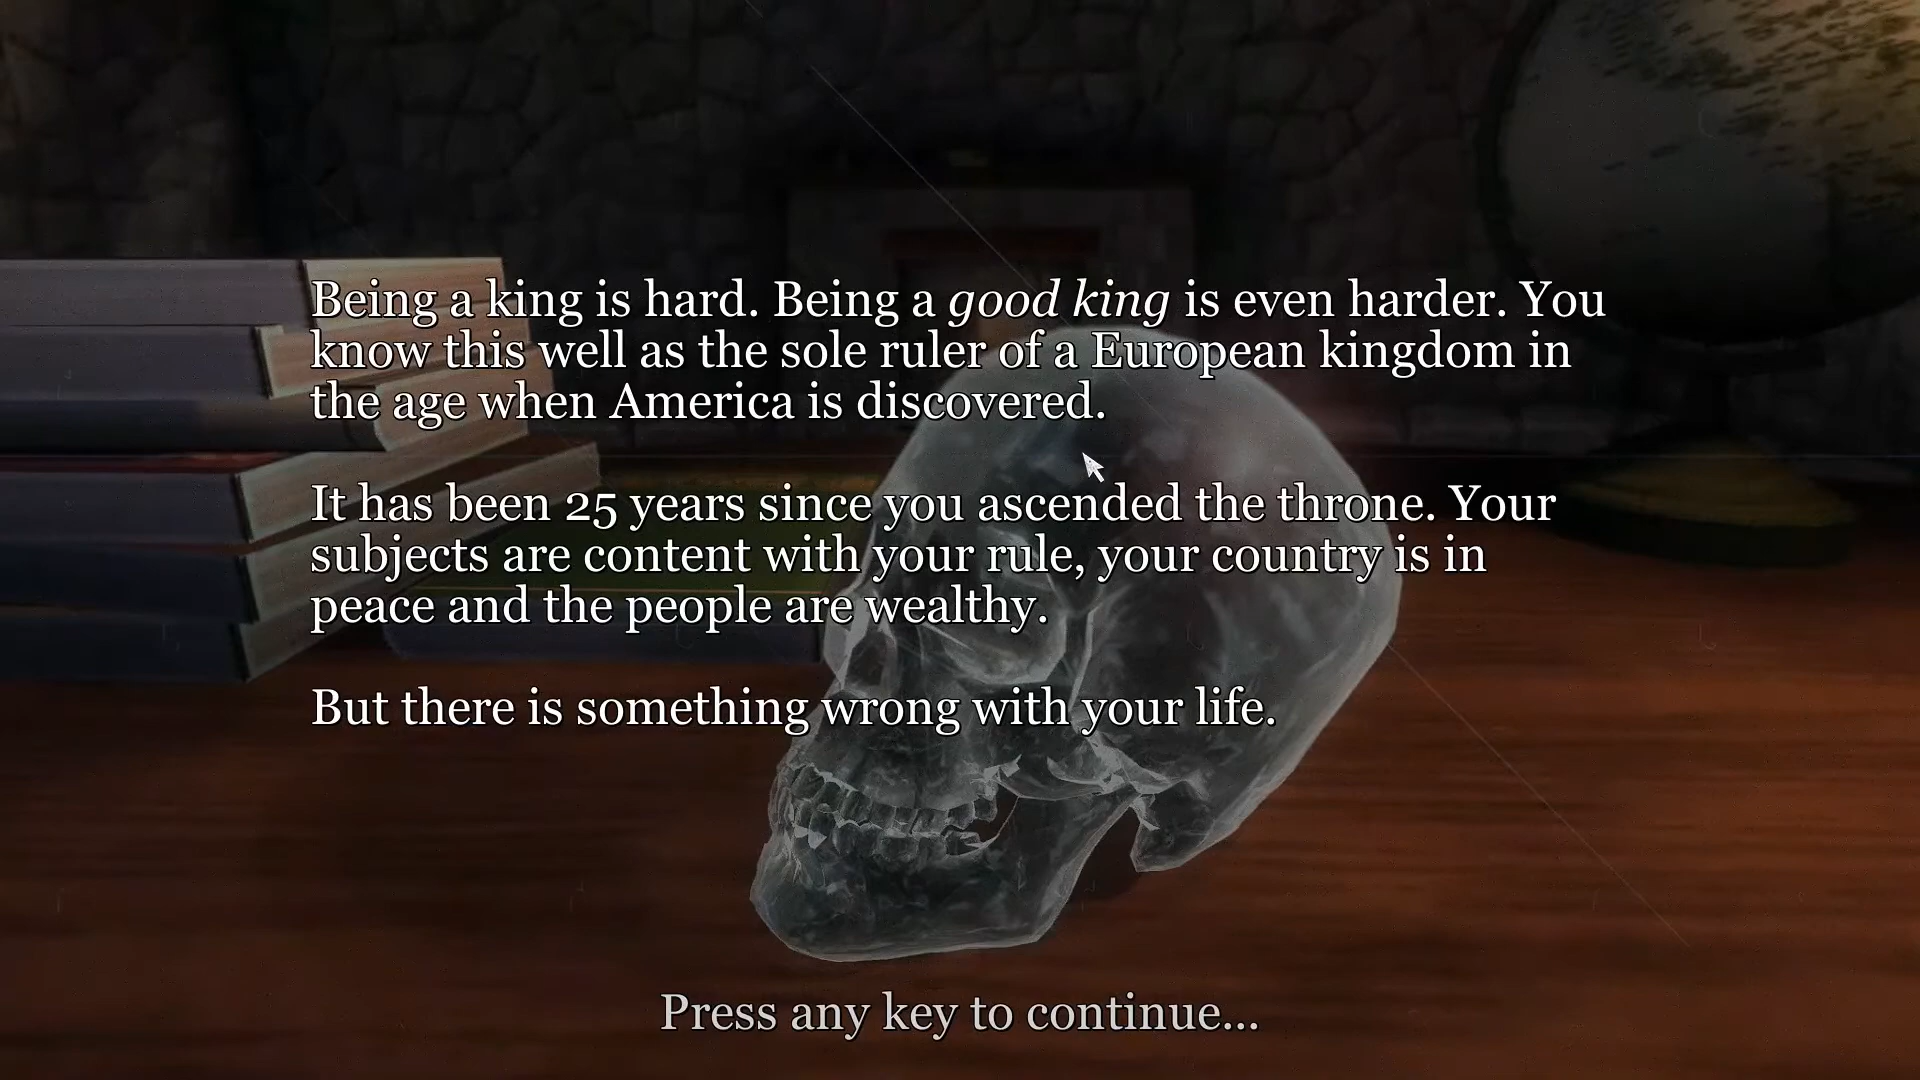 Being a king is hard. Being a good king is even harder. You
know this well as the sole ruler of a European kingdom in
the age when America is discovered.
It has been 25 years since you ascended the throne. Your
subjects are content with your rule, your country is in
peace and the people are wealthy.
But there is something wrong with your life.
Press any key to continue...